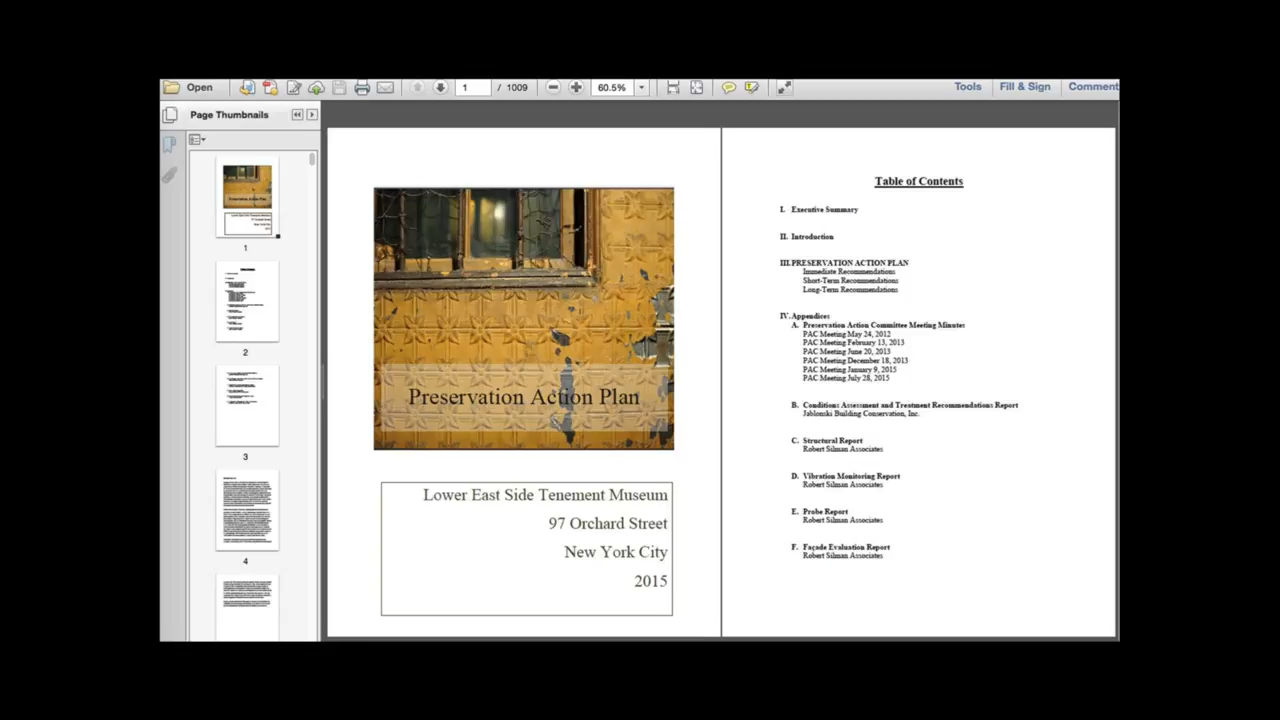 Open
1 / 1009
60.5%
Tools
Fill & Sign
Comment
Page Thumbnails
1
2
3
4
Preservation Action Plan
Lower East Side Tenement Museum
97 Orchard Street
New York City
2015
Table of Contents
I. Executive Summary
II. Introduction
III. PRESERVATION ACTION PLAN
Immediate Recommendations
Short-Term Recommendations
Long-Term Recommendations
IV. Appendices
A. Preservation Action Committee Meeting Minutes
PAC Meeting May 24, 2012
PAC Meeting February 13, 2013
PAC Meeting June 20, 2013
PAC Meeting December 18, 2013
PAC Meeting January 9, 2015
PAC Meeting July 28, 2015
B. Conditions Assessment and Treatment Recommendations Report
Jablonski Building Conservation, Inc.
C. Structural Report
Robert Silman Associates
D. Vibration Monitoring Report
Robert Silman Associates
E. Probe Report
Robert Silman Associates
F. Façade Evaluation Report
Robert Silman Associates